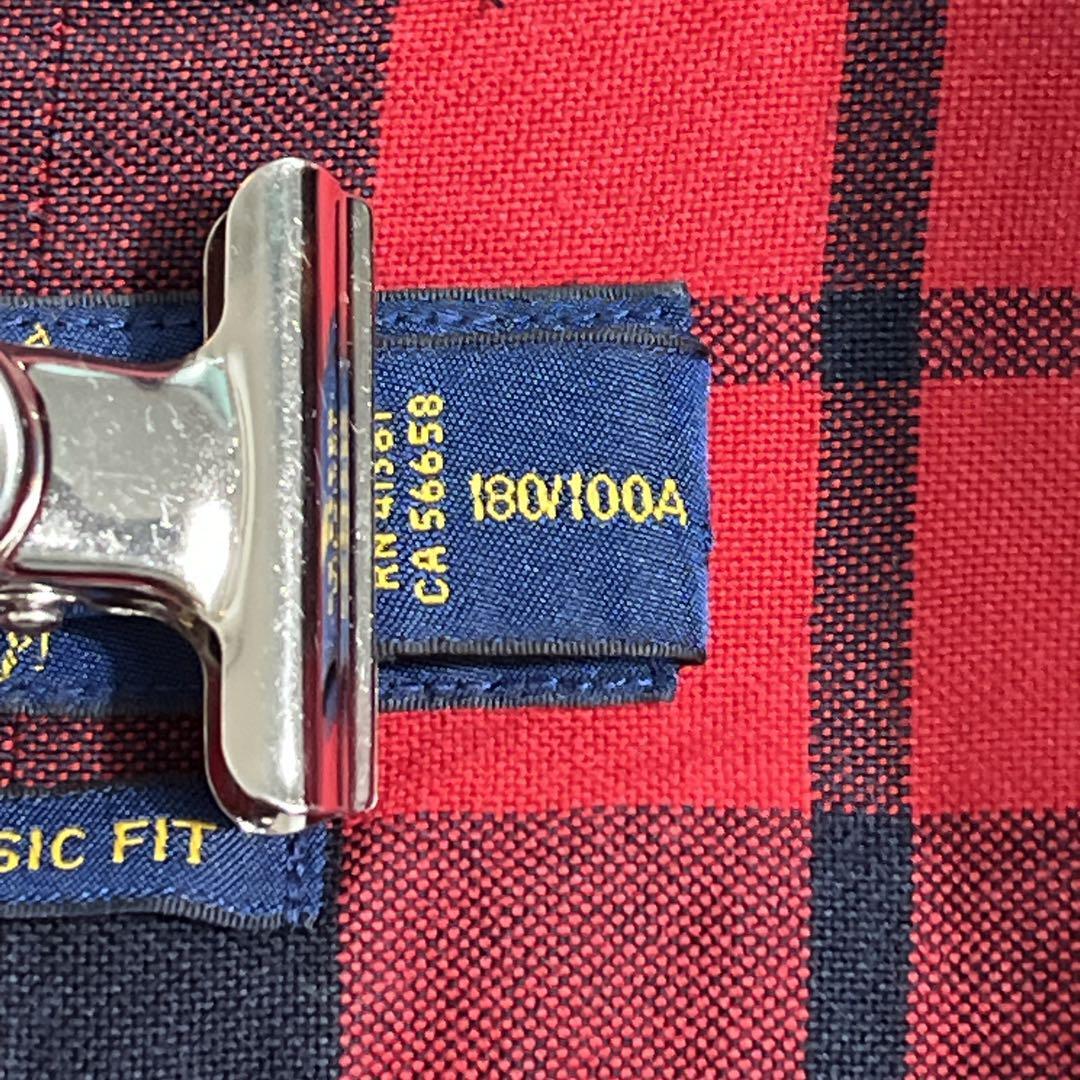 180/100A
RN 41381
CA 56658
SIC FIT